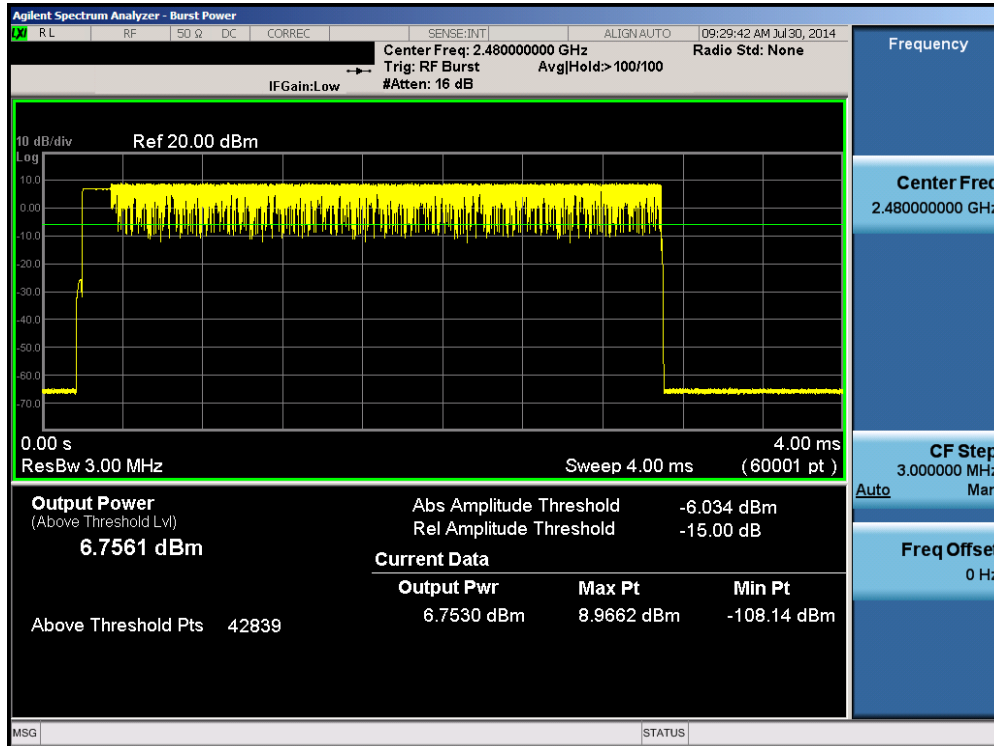 Agilent Spectrum Analyzer - Burst Power
LXI RL RF 50 Ω DC CORREC SENSE:INT ALIGN AUTO 09:29:42 AM Jul 30, 2014
Center Freq: 2.480000000 GHz Radio Std: None
Trig: RF Burst Avg|Hold:>100/100
IFGain:Low #Atten: 16 dB
10 dB/div Ref 20.00 dBm
Log
10.0
0.00
-10.0
-20.0
-30.0
-40.0
-50.0
-60.0
-70.0
0.00 s 4.00 ms
ResBw 3.00 MHz Sweep 4.00 ms (60001 pt)
Output Power
(Above Threshold Lvl)
6.7561 dBm
Above Threshold Pts 42839
Abs Amplitude Threshold -6.034 dBm
Rel Amplitude Threshold -15.00 dB
Current Data
Output Pwr Max Pt Min Pt
6.7530 dBm 8.9662 dBm -108.14 dBm
Frequency
Center Freq
2.480000000 GHz
CF Step
3.000000 MHz
Auto Man
Freq Offset
0 Hz
MSG STATUS